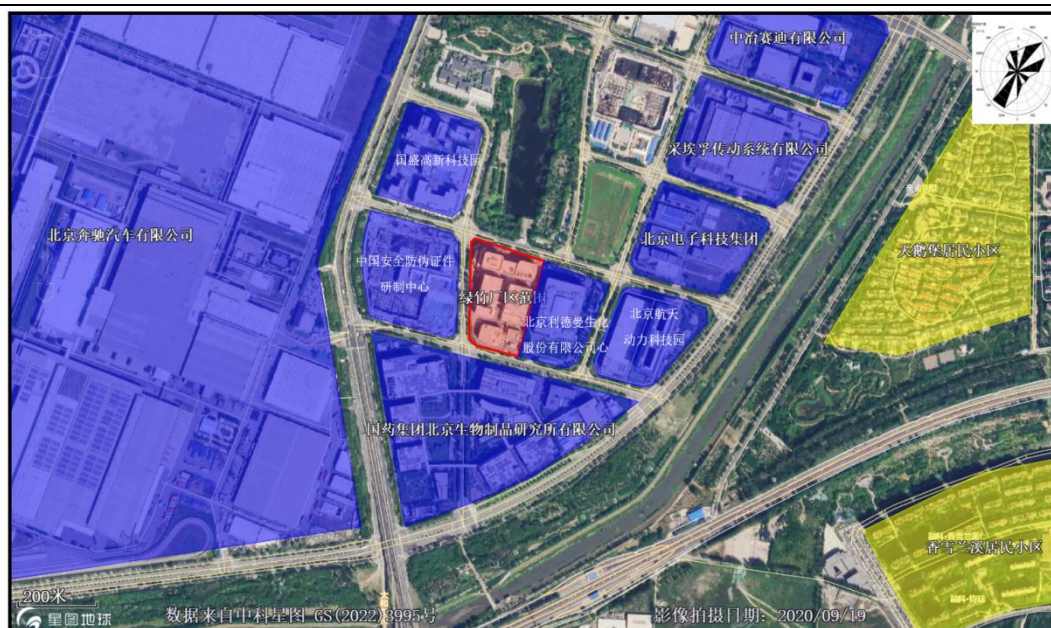 中冶赛迪有限公司
国盛高新科技园
采埃孚传动系统有限公司
北京奔驰汽车有限公司
北京电子科技集团
天鹅堡居民小区
中国安全防伪证件
研制中心
绿竹厂区范围
北京利德曼生化
股份有限公司心
北京航天
动力科技园
国药集团北京生物制品研究所有限公司
香雪兰溪居民小区
200米
星图地球
数据来自中科星图 GS(2022)3995号
影像拍摄日期：2020/09/19